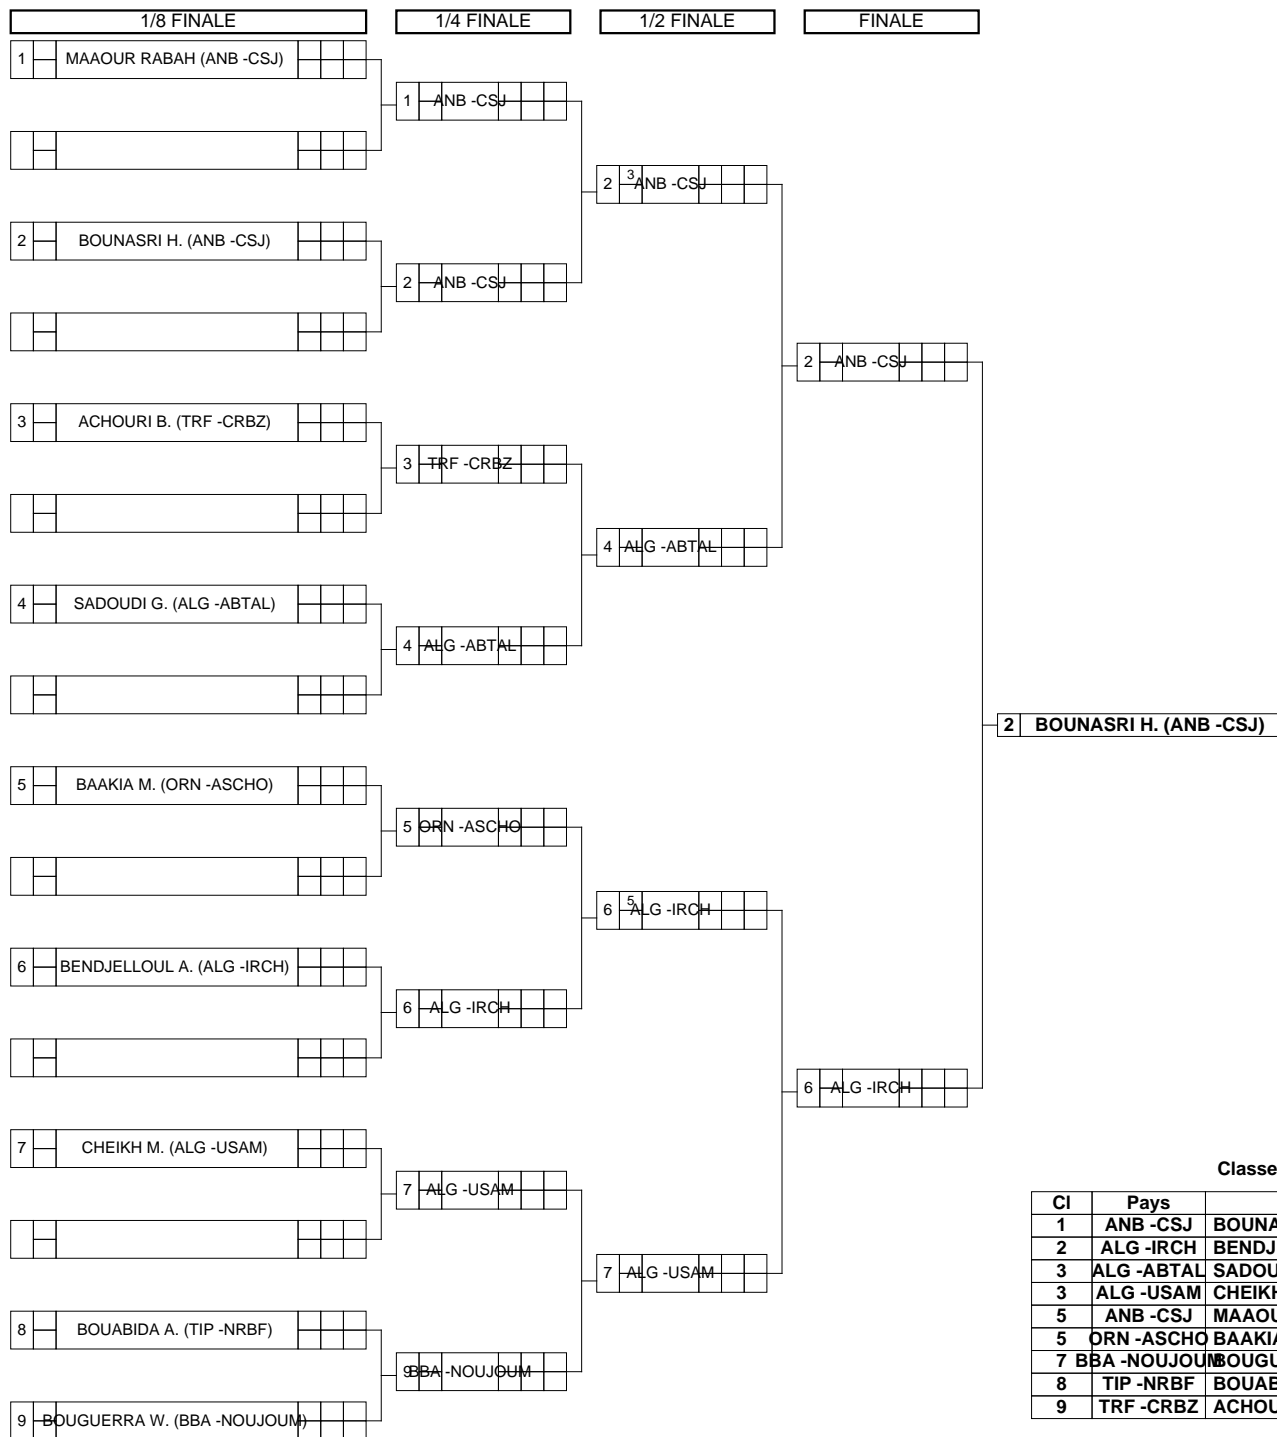 1/8 FINALE 1/4 FINALE 1/2 FINALE FINALE
1 MAAOUR RABAH (ANB -CSJ)
1 ANB -CSJ
2 3 ANB -CSJ
2 BOUNASRI H. (ANB -CSJ)
2 ANB -CSJ
2 ANB -CSJ
3 ACHOURI B. (TRF -CRBZ)
3 TRF -CRBZ
4 ALG -ABTAL
4 SADOUDI G. (ALG -ABTAL)
4 ALG -ABTAL
2 BOUNASRI H. (ANB -CSJ)
5 BAAKIA M. (ORN -ASCHO)
5 ORN -ASCHO
6 5 ALG -IRCH
6 BENDJELLOUL A. (ALG -IRCH)
6 ALG -IRCH
6 ALG -IRCH
7 CHEIKH M. (ALG -USAM)
7 ALG -USAM
7 ALG -USAM
8 BOUABIDA A. (TIP -NRBF)
9 BBA -NOUJOUM
9 BOUGUERRA W. (BBA -NOUJOUM)
Classe
Cl Pays
1 ANB -CSJ BOUNA
2 ALG -IRCH BENDJ
3 ALG -ABTAL SADOU
3 ALG -USAM CHEIKH
5 ANB -CSJ MAAOU
5 ORN -ASCHO BAAKIA
7 BBA -NOUJOUM BOUGU
8 TIP -NRBF BOUAB
9 TRF -CRBZ ACHOU